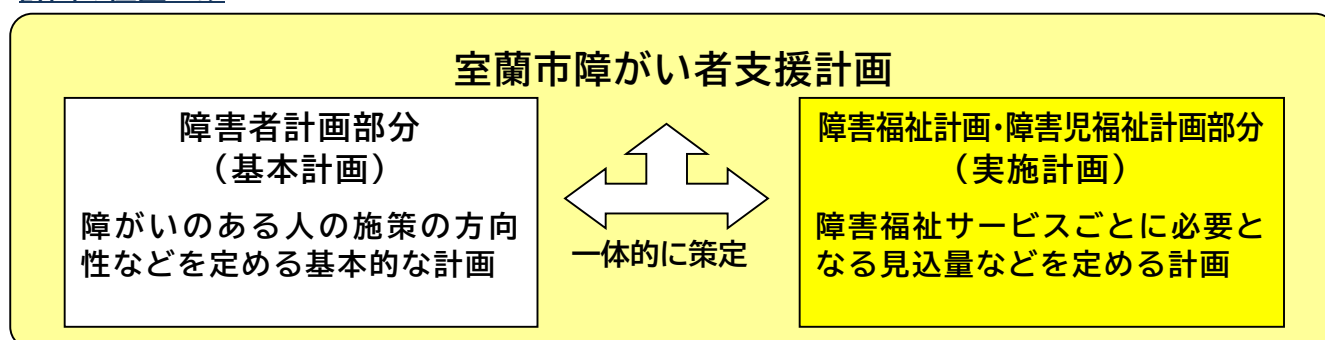 室蘭市障がい者支援計画
障害者計画部分
（基本計画）
障がいのある人の施策の方向
性などを定める基本的な計画
一体的に策定
障害福祉計画・障害児福祉計画部分
（実施計画）
障害福祉サービスごとに必要と
なる見込量などを定める計画